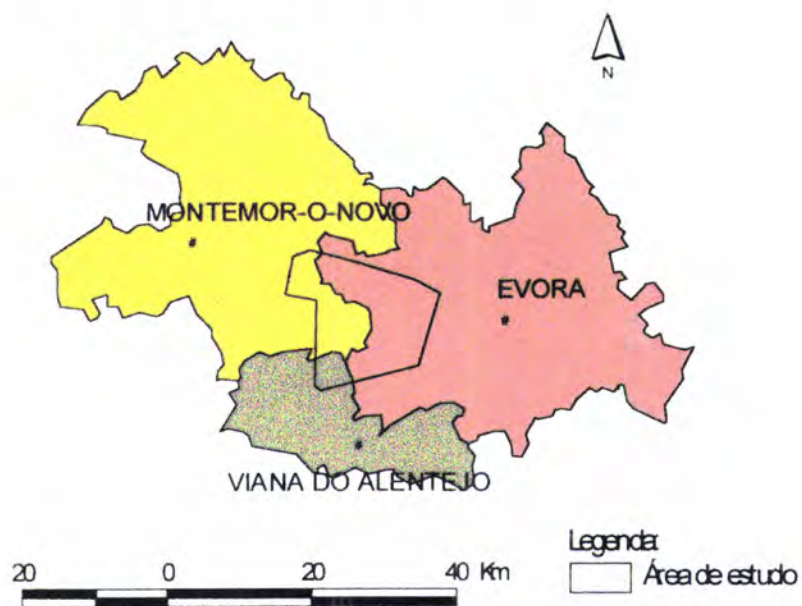 N
MONTEMOR-O-NOVO
#
EVORA
#
#
VIANA DO ALENTEJO
Legenda:
Área de estudo
20 0 20 40 Km